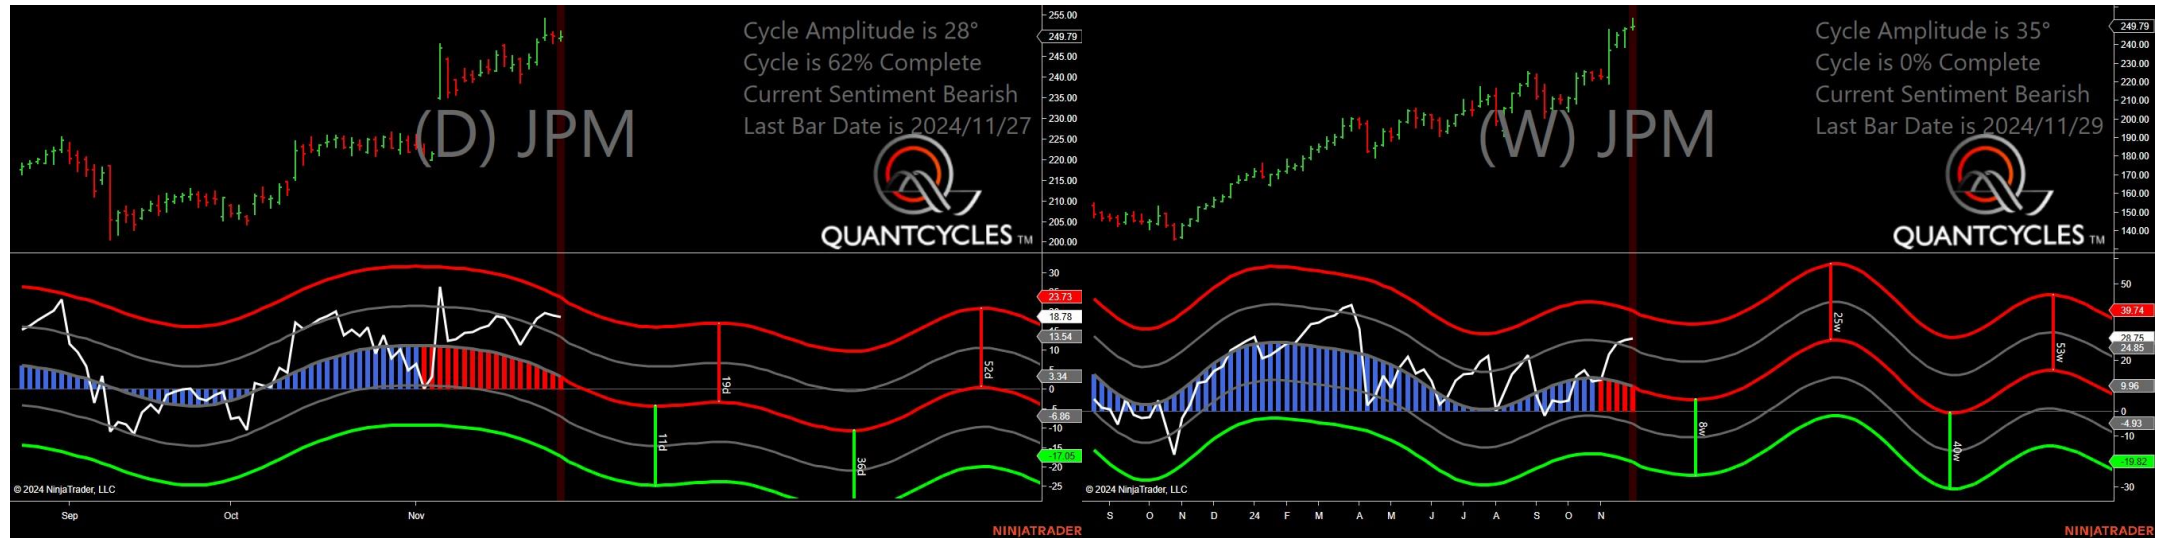 Cycle Amplitude is 28°
Cycle is 62% Complete
Current Sentiment Bearish
Last Bar Date is 2024/11/27
(D) JPM
QUANTCYCLES TM
255.00
249.79
245.00
240.00
235.00
230.00
225.00
220.00
215.00
210.00
205.00
200.00
30
23.73
18.78
13.54
10
3.34
0
-6.86
-10
-15
-17.05
-20
-25
19d
52d
11d
36d
© 2024 NinjaTrader, LLC
Sep Oct Nov
NINJATRADER
Cycle Amplitude is 35°
Cycle is 0% Complete
Current Sentiment Bearish
Last Bar Date is 2024/11/29
(W) JPM
QUANTCYCLES TM
249.79
240.00
230.00
220.00
210.00
200.00
190.00
180.00
170.00
160.00
150.00
140.00
50
39.74
28.75
24.85
20
9.96
0
-4.93
-10
-19.82
-30
25w
53w
8w
40w
© 2024 NinjaTrader, LLC
S O N D 24 F M A M J J A S O N
NINJATRADER